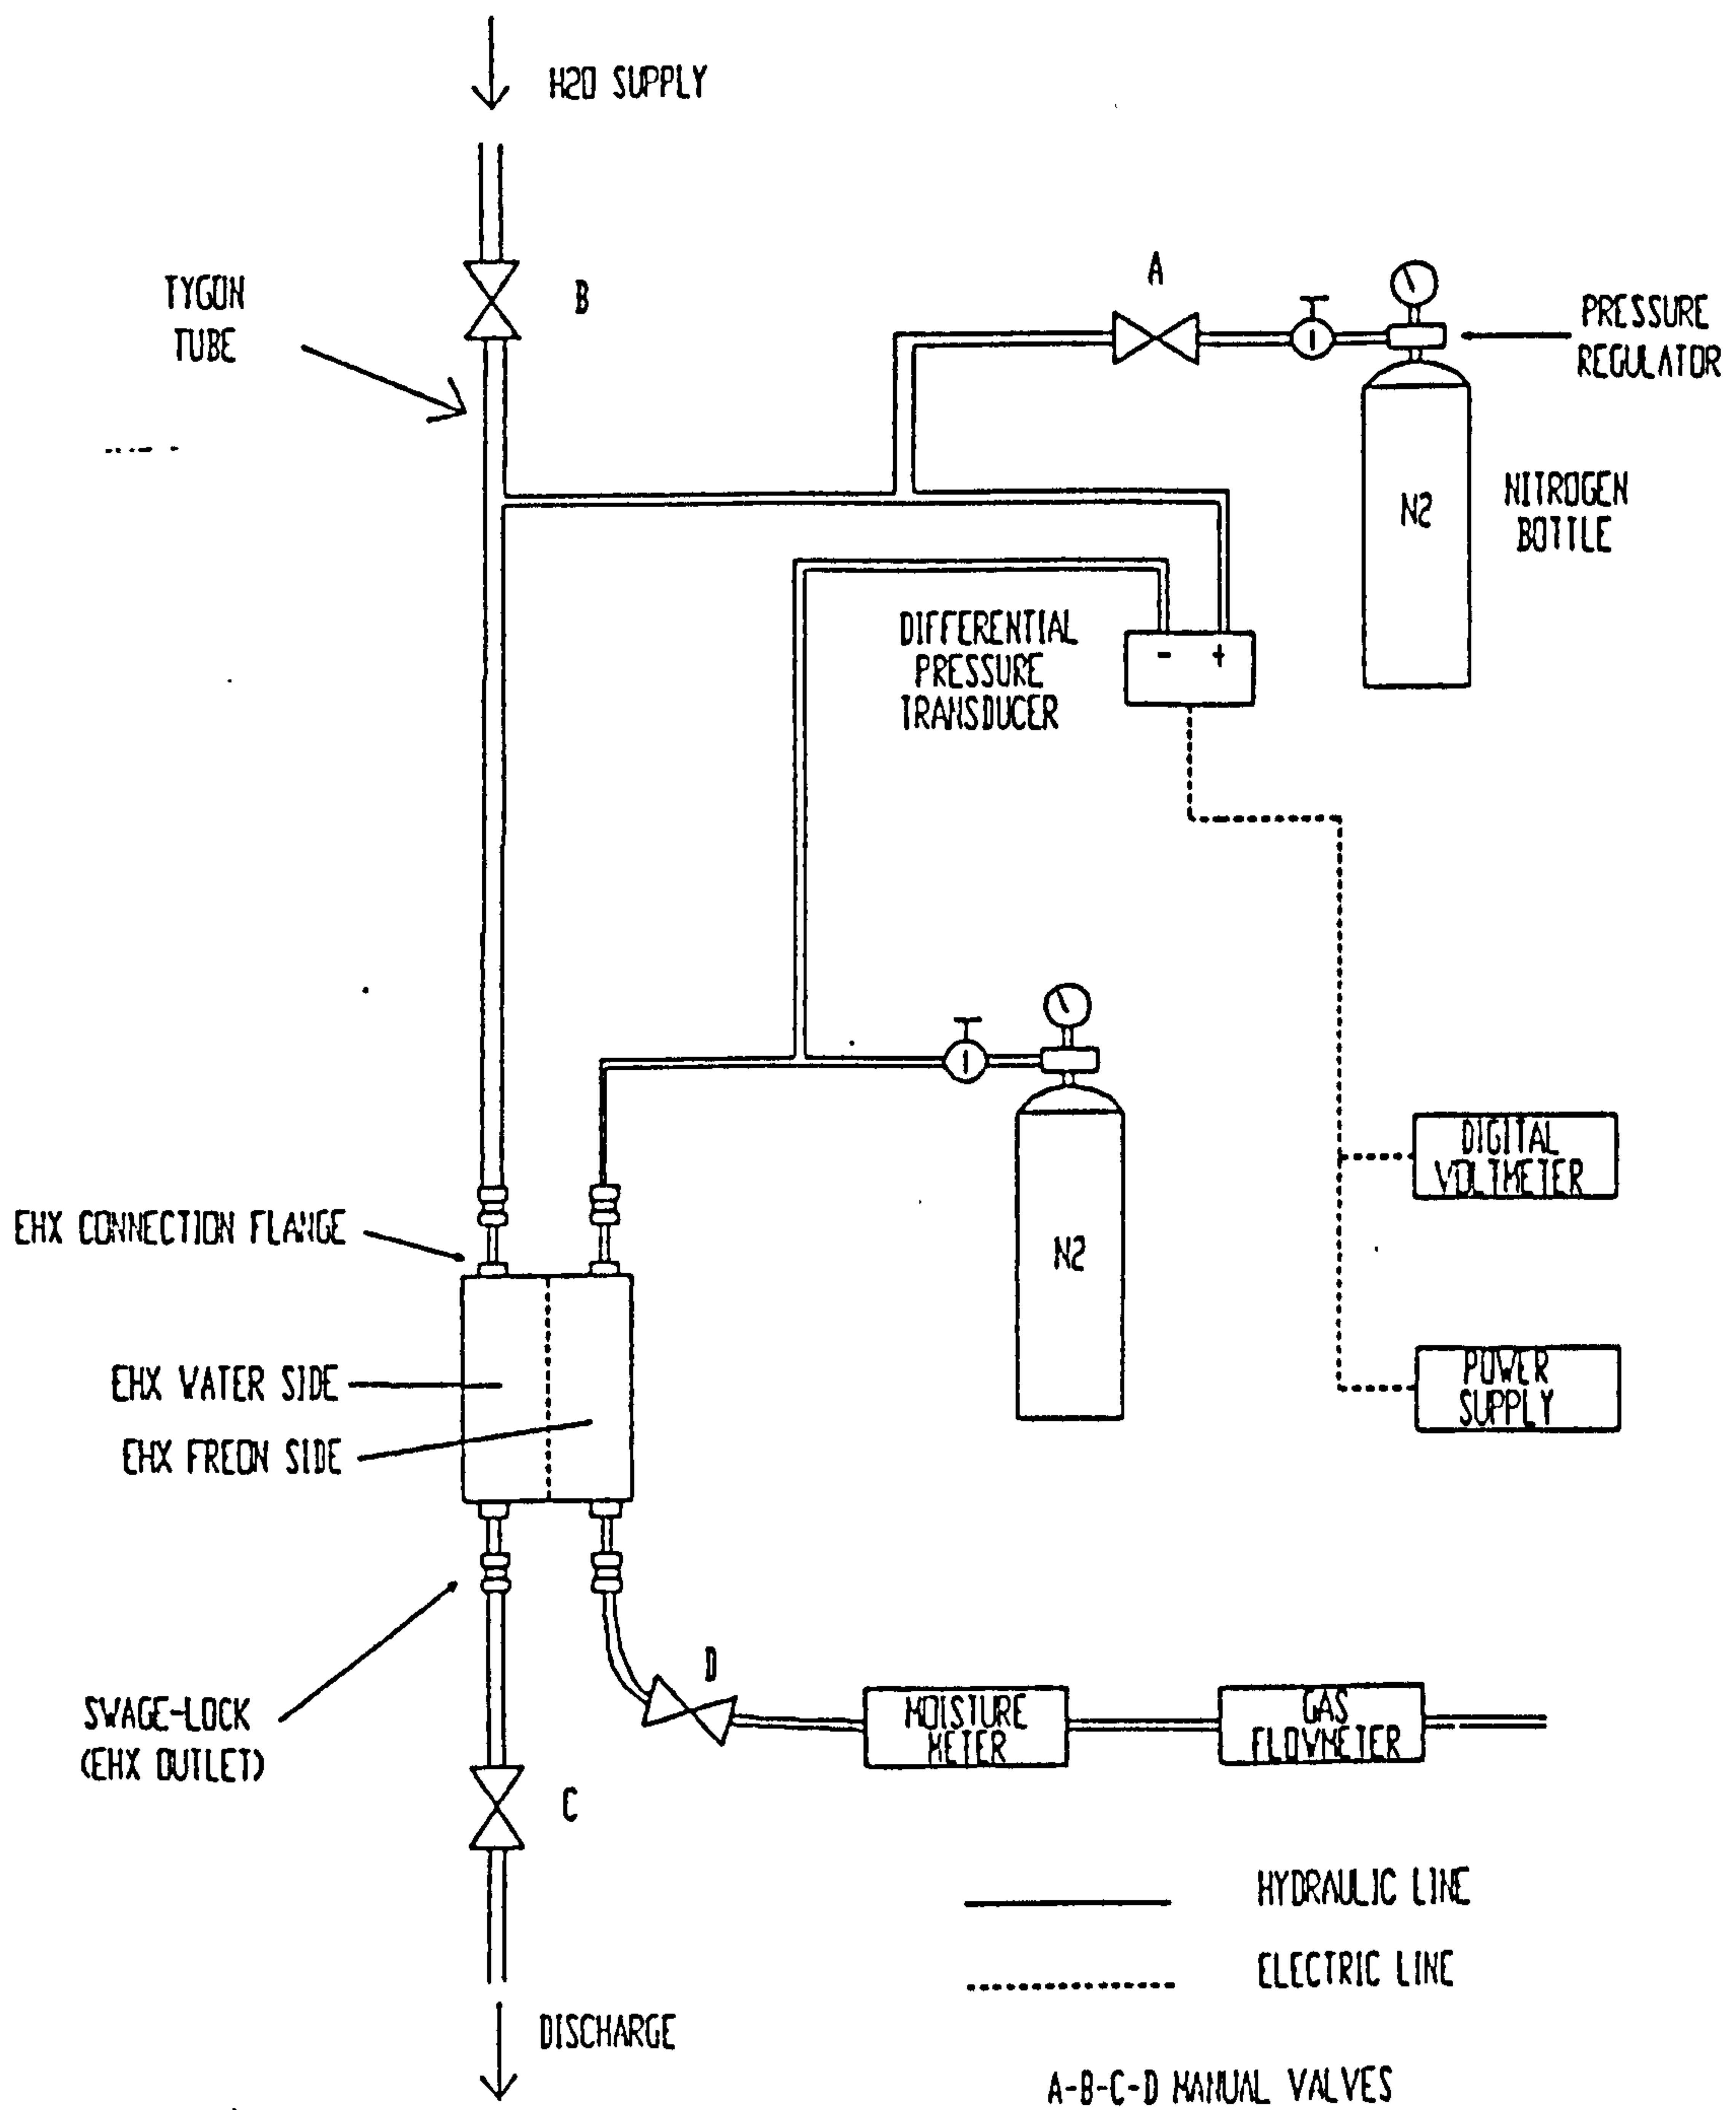 H2O SUPPLY
TYGON
TUBE
B
A
PRESSURE
REGULATOR
N2
NITROGEN
BOTTLE
DIFFERENTIAL
PRESSURE
TRANSDUCER
- +
DIGITAL
VOLTMETER
EHX CONNECTION FLANGE
N2
EHX WATER SIDE
POWER
SUPPLY
EHX FREON SIDE
D
SWAGE-LOCK
(EHX OUTLET)
MOISTURE
METER
GAS
FLOWMETER
C
HYDRAULIC LINE
ELECTRIC LINE
DISCHARGE
A-B-C-D MANUAL VALVES